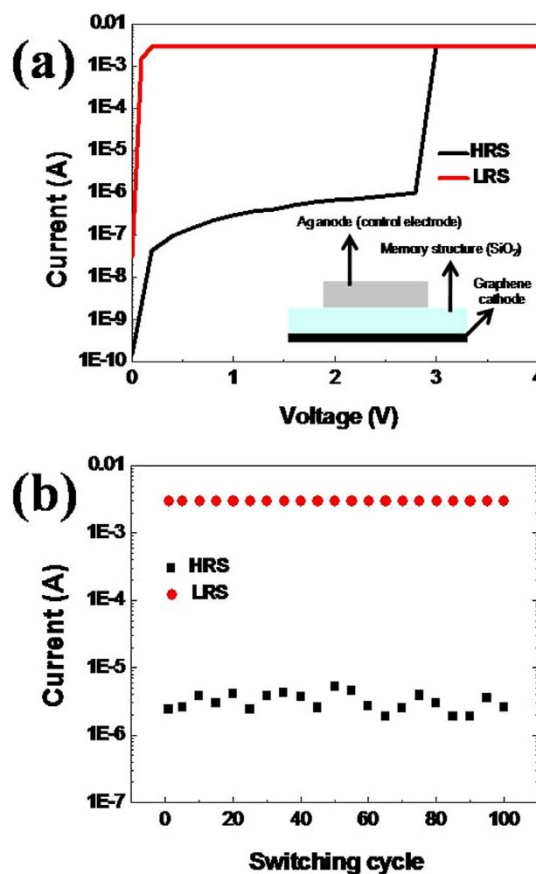 (a)
Current (A)
0.01
1E-3
1E-4
1E-5
1E-6
1E-7
1E-8
1E-9
1E-10
HRS
LRS
Ag anode (control electrode)
Memory structure (SiO₂)
Graphene
cathode
0 1 2 3 4
Voltage (V)
(b)
Current (A)
0.01
1E-3
1E-4
1E-5
1E-6
1E-7
HRS
LRS
0 20 40 60 80 100
Switching cycle